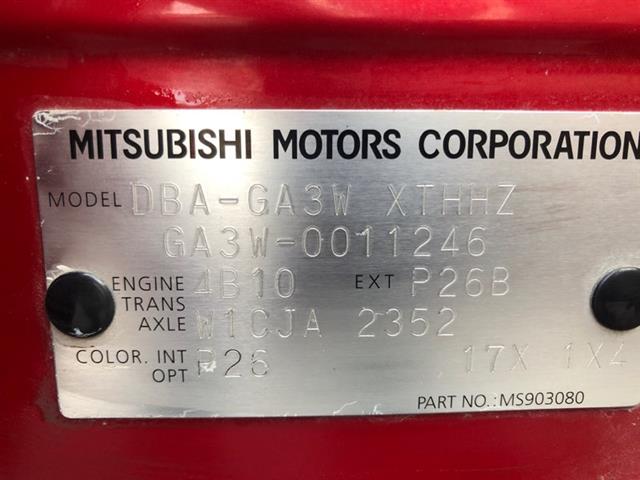 MITSUBISHI MOTORS CORPORATION
MODEL DBA-GA3W XTHHZ
GA3W-0011246
ENGINE 4B10 EXT P26B
TRANS
AXLE W1CJA 2352
COLOR. INT P26
OPT 17X 1X4
PART NO.:MS903080